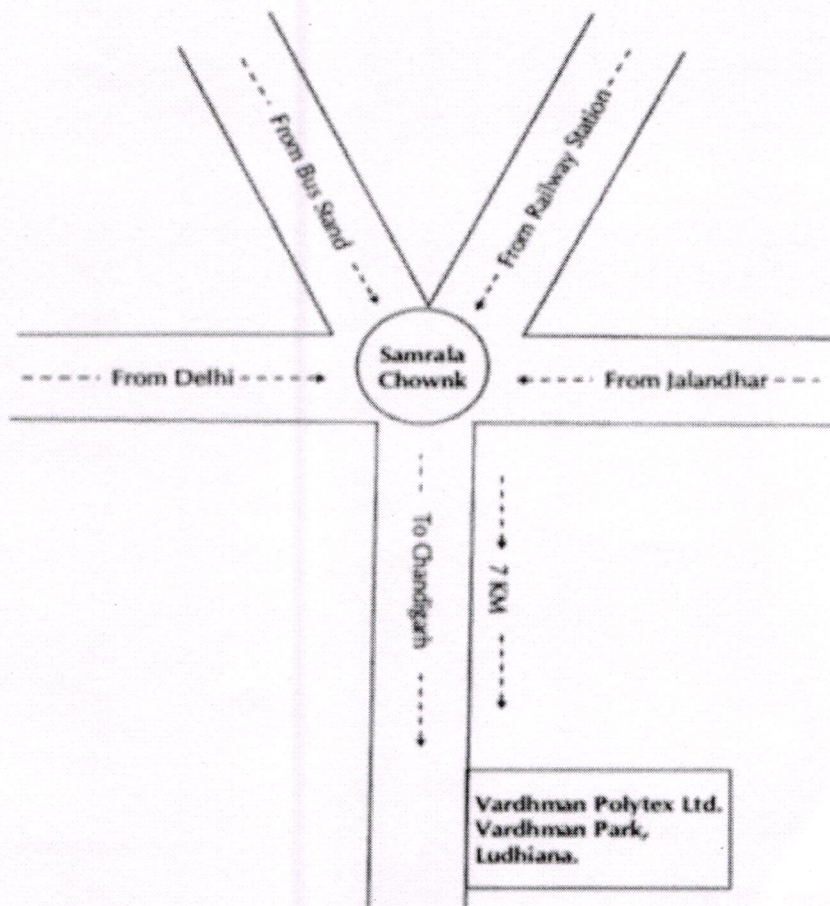 From Bus Stand
From Railway Station
Samrala
Chownk
From Delhi
From Jalandhar
To Chandigarh
7 KM
Vardhman Polytex Ltd.
Vardhman Park,
Ludhiana.